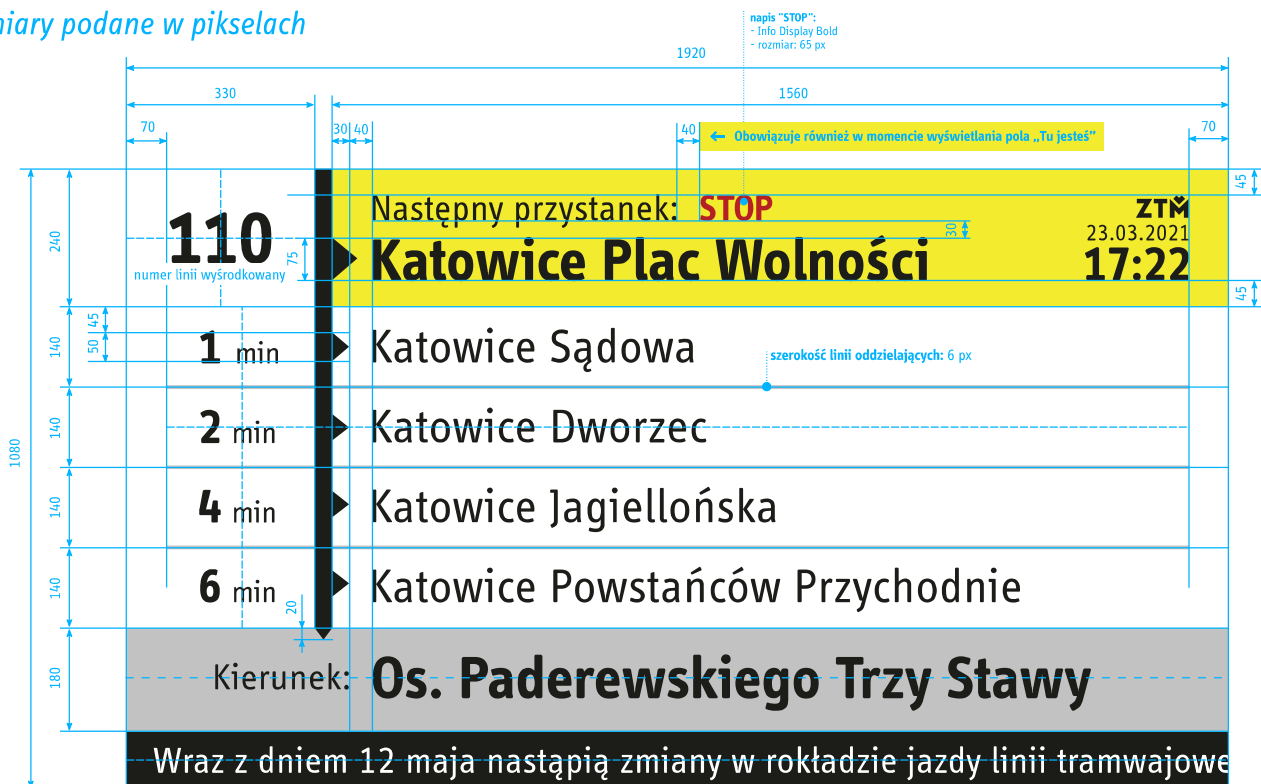 miary podane w pikselach
napis "STOP":
- Info Display Bold
- rozmiar: 65 px
1920
330
1560
70
30
40
40
← Obowiązuje również w momencie wyświetlania pola „Tu jesteś”
70
45
240
110
numer linii wyśrodkowany
75
Następny przystanek: STOP
Katowice Plac Wolności
30
ZTM
23.03.2021
17:22
45
140
45
50
1 min
Katowice Sądowa
szerokość linii oddzielających: 6 px
140
2 min
Katowice Dworzec
1080
140
4 min
Katowice Jagiellońska
140
6 min
Katowice Powstańców Przychodnie
20
180
Kierunek: Os. Paderewskiego Trzy Stawy
Wraz z dniem 12 maja nastąpią zmiany w rokładzie jazdy linii tramwajowe